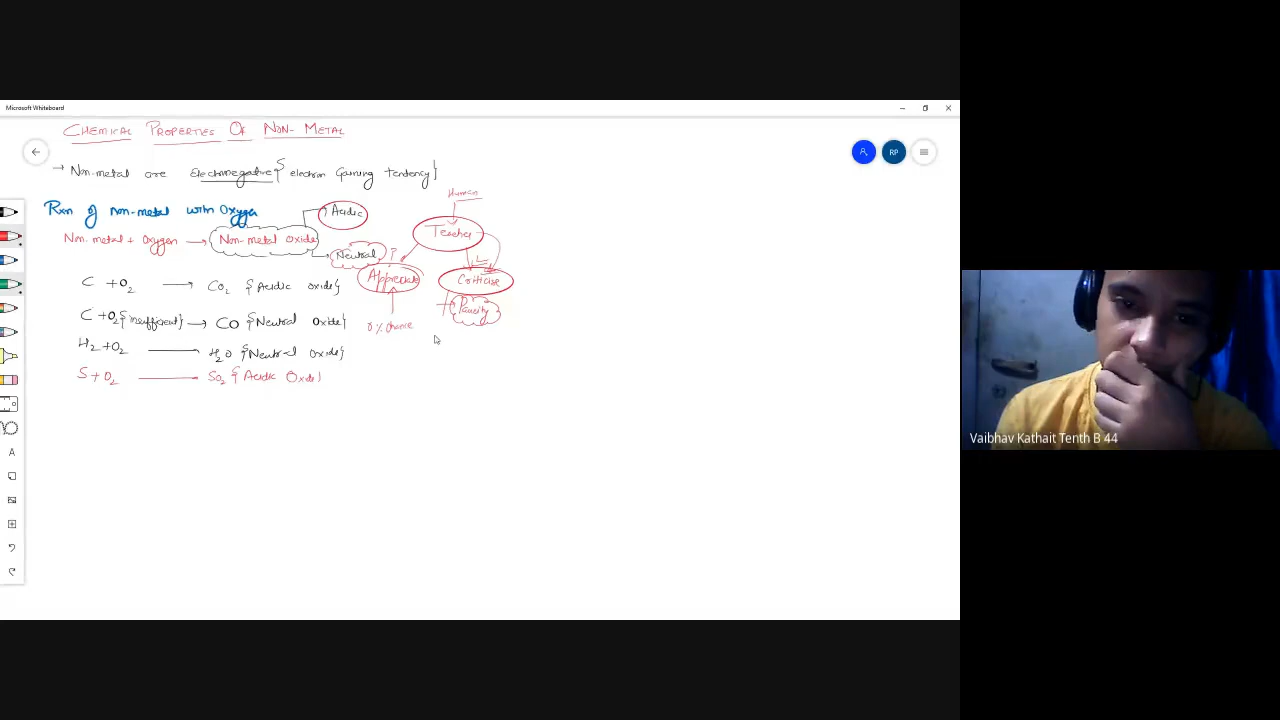 Microsoft Whiteboard
CHEMICAL PROPERTIES OF NON-METAL
→ Non-metal are Electronegative { electron Gaining Tendency}
RP
Human
Rxn of non-metal with Oxygen
Acidic
Teacher
Non-metal + Oxygen → Non-metal Oxide
Neutral
?
Appreciate
Criticise
C + O2 → CO2 {Acidic oxide}
C + O2 {insufficient} → CO {Neutral Oxide}
0% chance
H2 + O2 → H2O {Neutral oxide}
S + O2 → SO2 {Acidic Oxide}
Vaibhav Kathait Tenth B 44
A